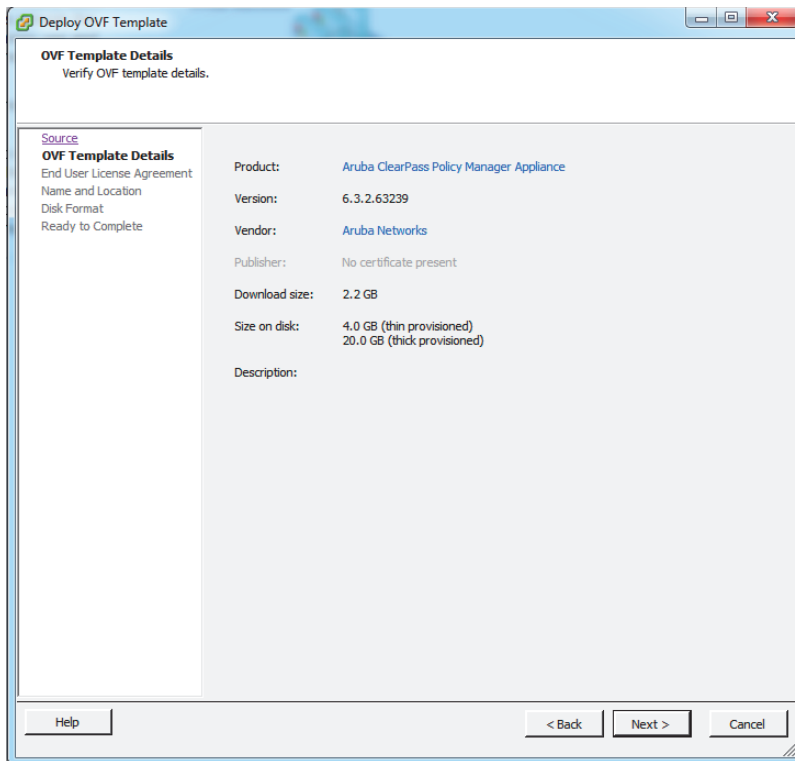 Deploy OVF Template
OVF Template Details
Verify OVF template details.
Source
OVF Template Details
End User License Agreement
Name and Location
Disk Format
Ready to Complete
Product: Aruba ClearPass Policy Manager Appliance
Version: 6.3.2.63239
Vendor: Aruba Networks
Publisher: No certificate present
Download size: 2.2 GB
Size on disk: 4.0 GB (thin provisioned)
20.0 GB (thick provisioned)
Description:
Help < Back Next > Cancel